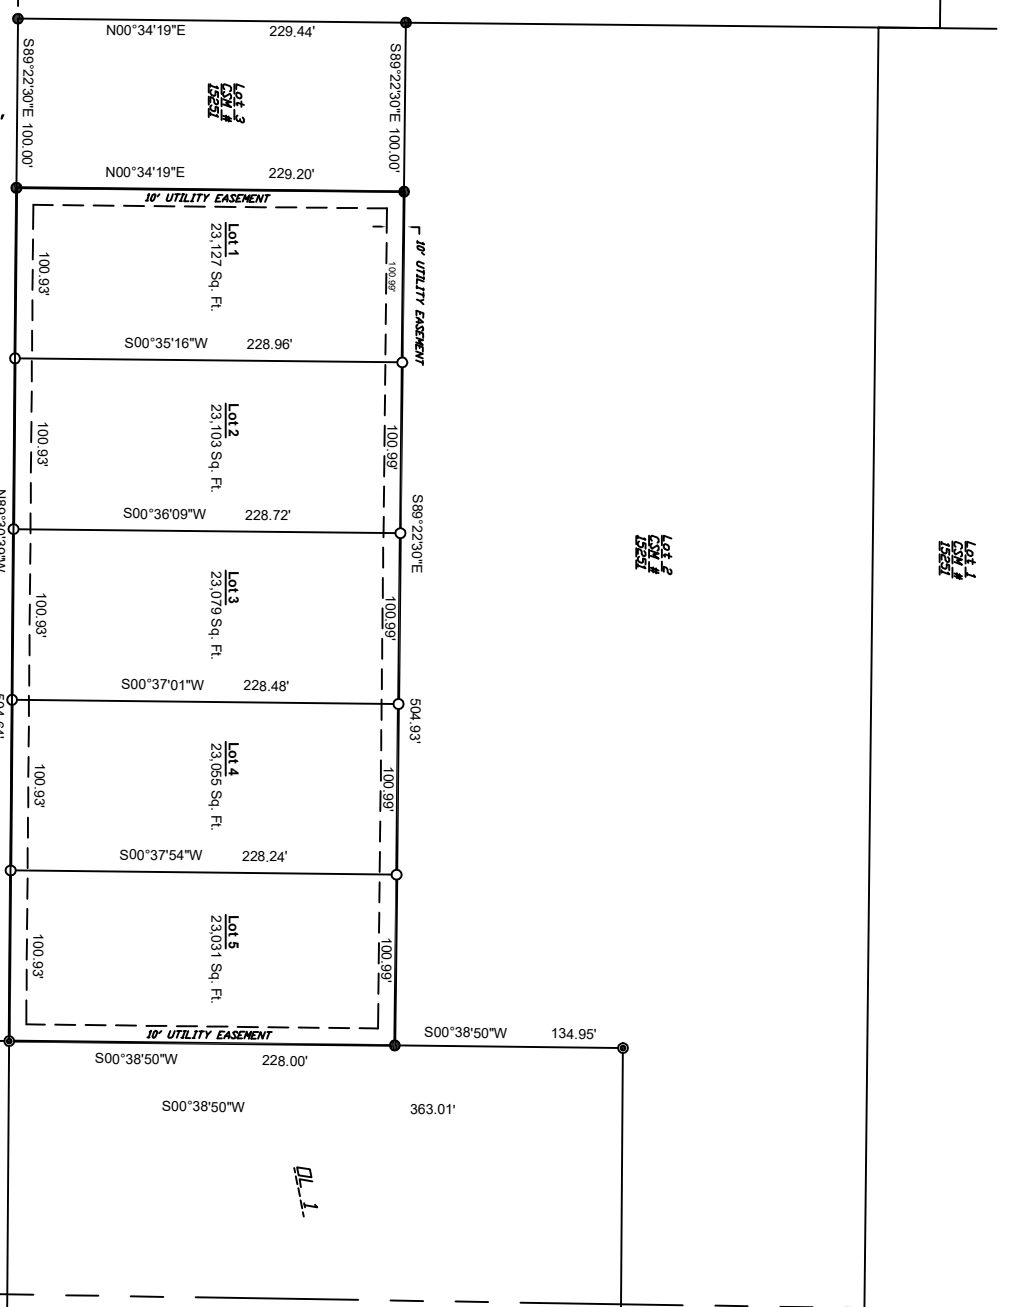 N00°34'19"E 229.44'
S89°22'30"E 100.00'
S89°22'30"E 100.00'
Lot 3
CSM #
15251
N00°34'19"E 229.20'
10' UTILITY EASEMENT
10' UTILITY EASEMENT
Lot 1
23,127 Sq. Ft.
100.93'
100.99'
S00°35'16"W 228.96'
Lot 2
23,103 Sq. Ft.
100.93'
100.99'
S00°36'09"W 228.72'
S89°22'30"E
504.93'
Lot 3
23,079 Sq. Ft.
100.93'
100.99'
S00°37'01"W 228.48'
Lot 4
23,055 Sq. Ft.
100.93'
100.99'
S00°37'54"W 228.24'
Lot 5
23,031 Sq. Ft.
100.93'
100.99'
10' UTILITY EASEMENT
S00°38'50"W 228.00'
S00°38'50"W 134.95'
S00°38'50"W 363.01'
OL 1
Lot 2
CSM #
15251
Lot 1
CSM #
15251